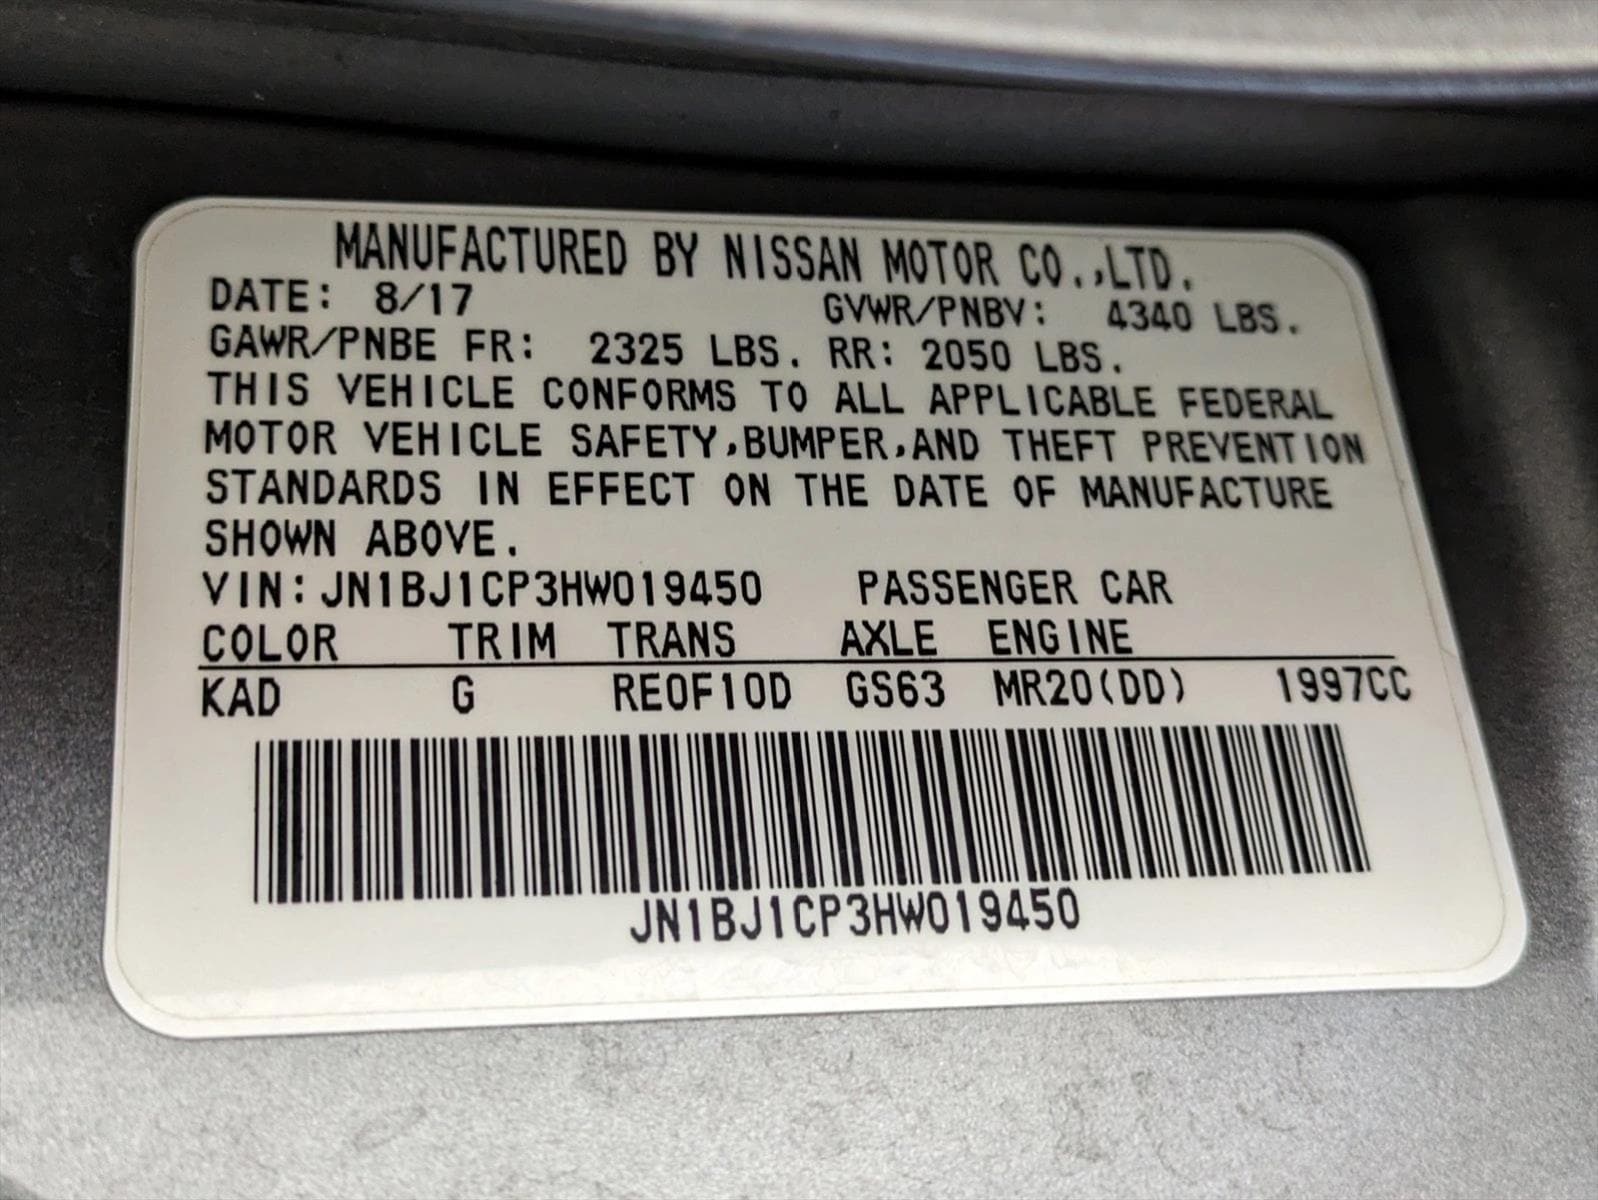 MANUFACTURED BY NISSAN MOTOR CO.,LTD.
DATE: 8/17 GVWR/PNBV: 4340 LBS.
GAWR/PNBE FR: 2325 LBS. RR: 2050 LBS.
THIS VEHICLE CONFORMS TO ALL APPLICABLE FEDERAL
MOTOR VEHICLE SAFETY,BUMPER,AND THEFT PREVENTION
STANDARDS IN EFFECT ON THE DATE OF MANUFACTURE
SHOWN ABOVE.
VIN:JN1BJ1CP3HW019450 PASSENGER CAR
COLOR TRIM TRANS AXLE ENGINE
KAD G RE0F10D GS63 MR20(DD) 1997CC
JN1BJ1CP3HW019450